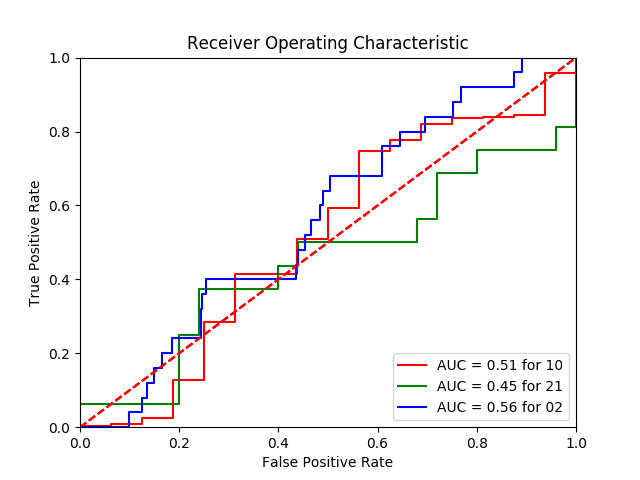 Receiver Operating Characteristic
True Positive Rate
1.0
0.8
0.6
0.4
0.2
0.0
AUC = 0.51 for 10
AUC = 0.45 for 21
AUC = 0.56 for 02
0.0 0.2 0.4 0.6 0.8 1.0
False Positive Rate